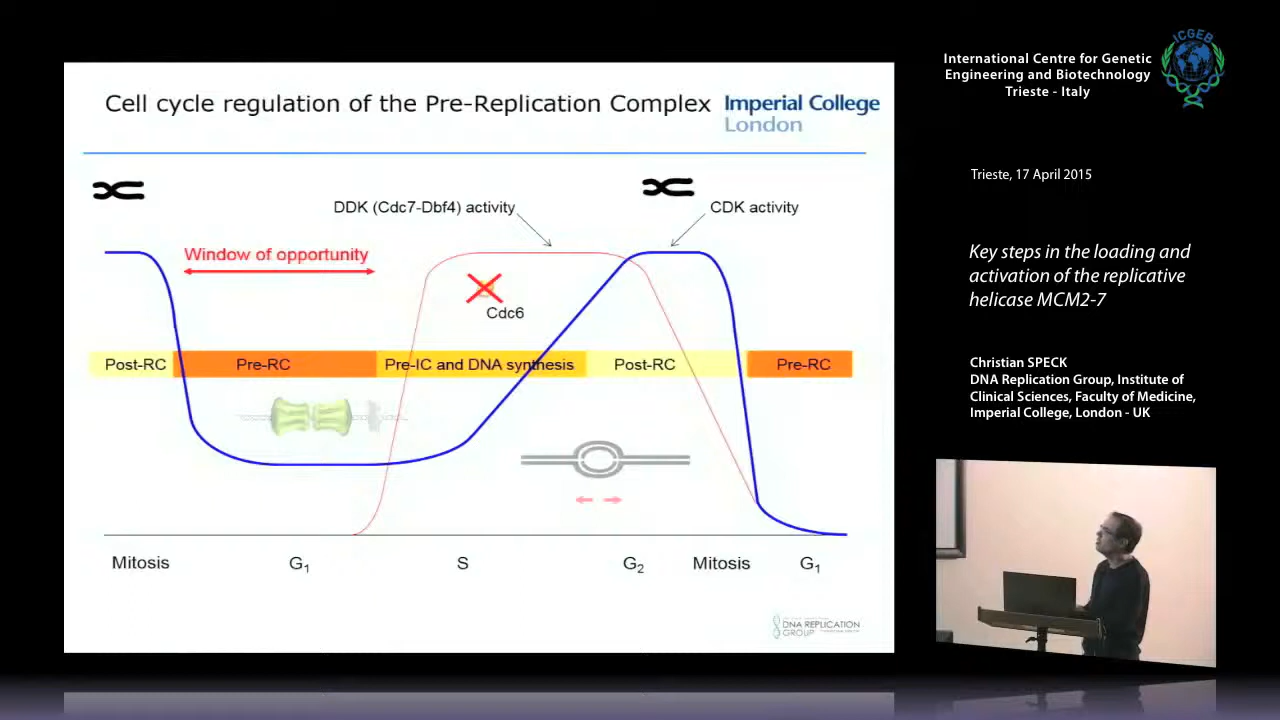 Cell cycle regulation of the Pre-Replication Complex
Imperial College
London
DDK (Cdc7-Dbf4) activity
CDK activity
Window of opportunity
Cdc6
Post-RC
Pre-RC
Pre-IC and DNA synthesis
Post-RC
Pre-RC
Mitosis
G₁
S
G₂
Mitosis
G₁
DNA REPLICATION
GROUP
International Centre for Genetic
Engineering and Biotechnology
Trieste - Italy
ICGEB
Trieste, 17 April 2015
Key steps in the loading and
activation of the replicative
helicase MCM2-7
Christian SPECK
DNA Replication Group, Institute of
Clinical Sciences, Faculty of Medicine,
Imperial College, London - UK